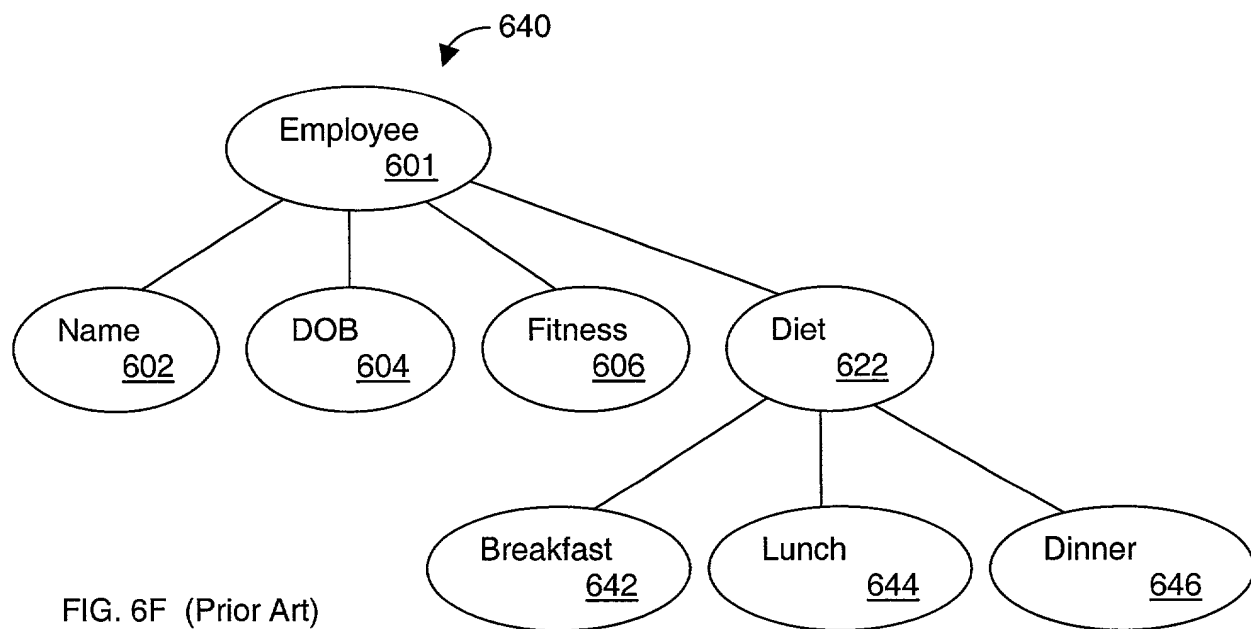 640
Employee
601
Name
602
DOB
604
Fitness
606
Diet
622
Breakfast
642
Lunch
644
Dinner
646
FIG. 6F (Prior Art)